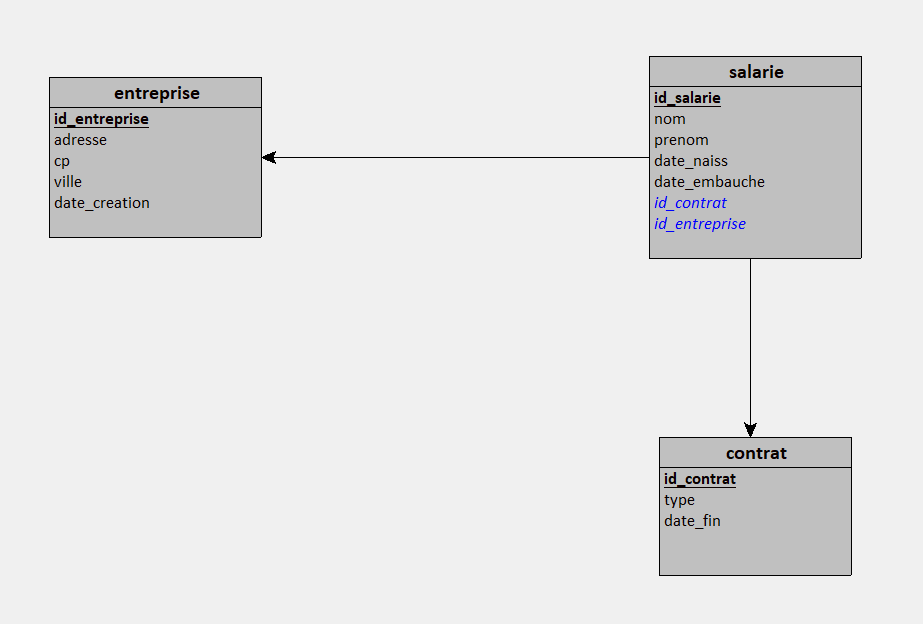 entreprise
id_entreprise
adresse
cp
ville
date_creation
salarie
id_salarie
nom
prenom
date_naiss
date_embauche
id_contrat
id_entreprise
contrat
id_contrat
type
date_fin